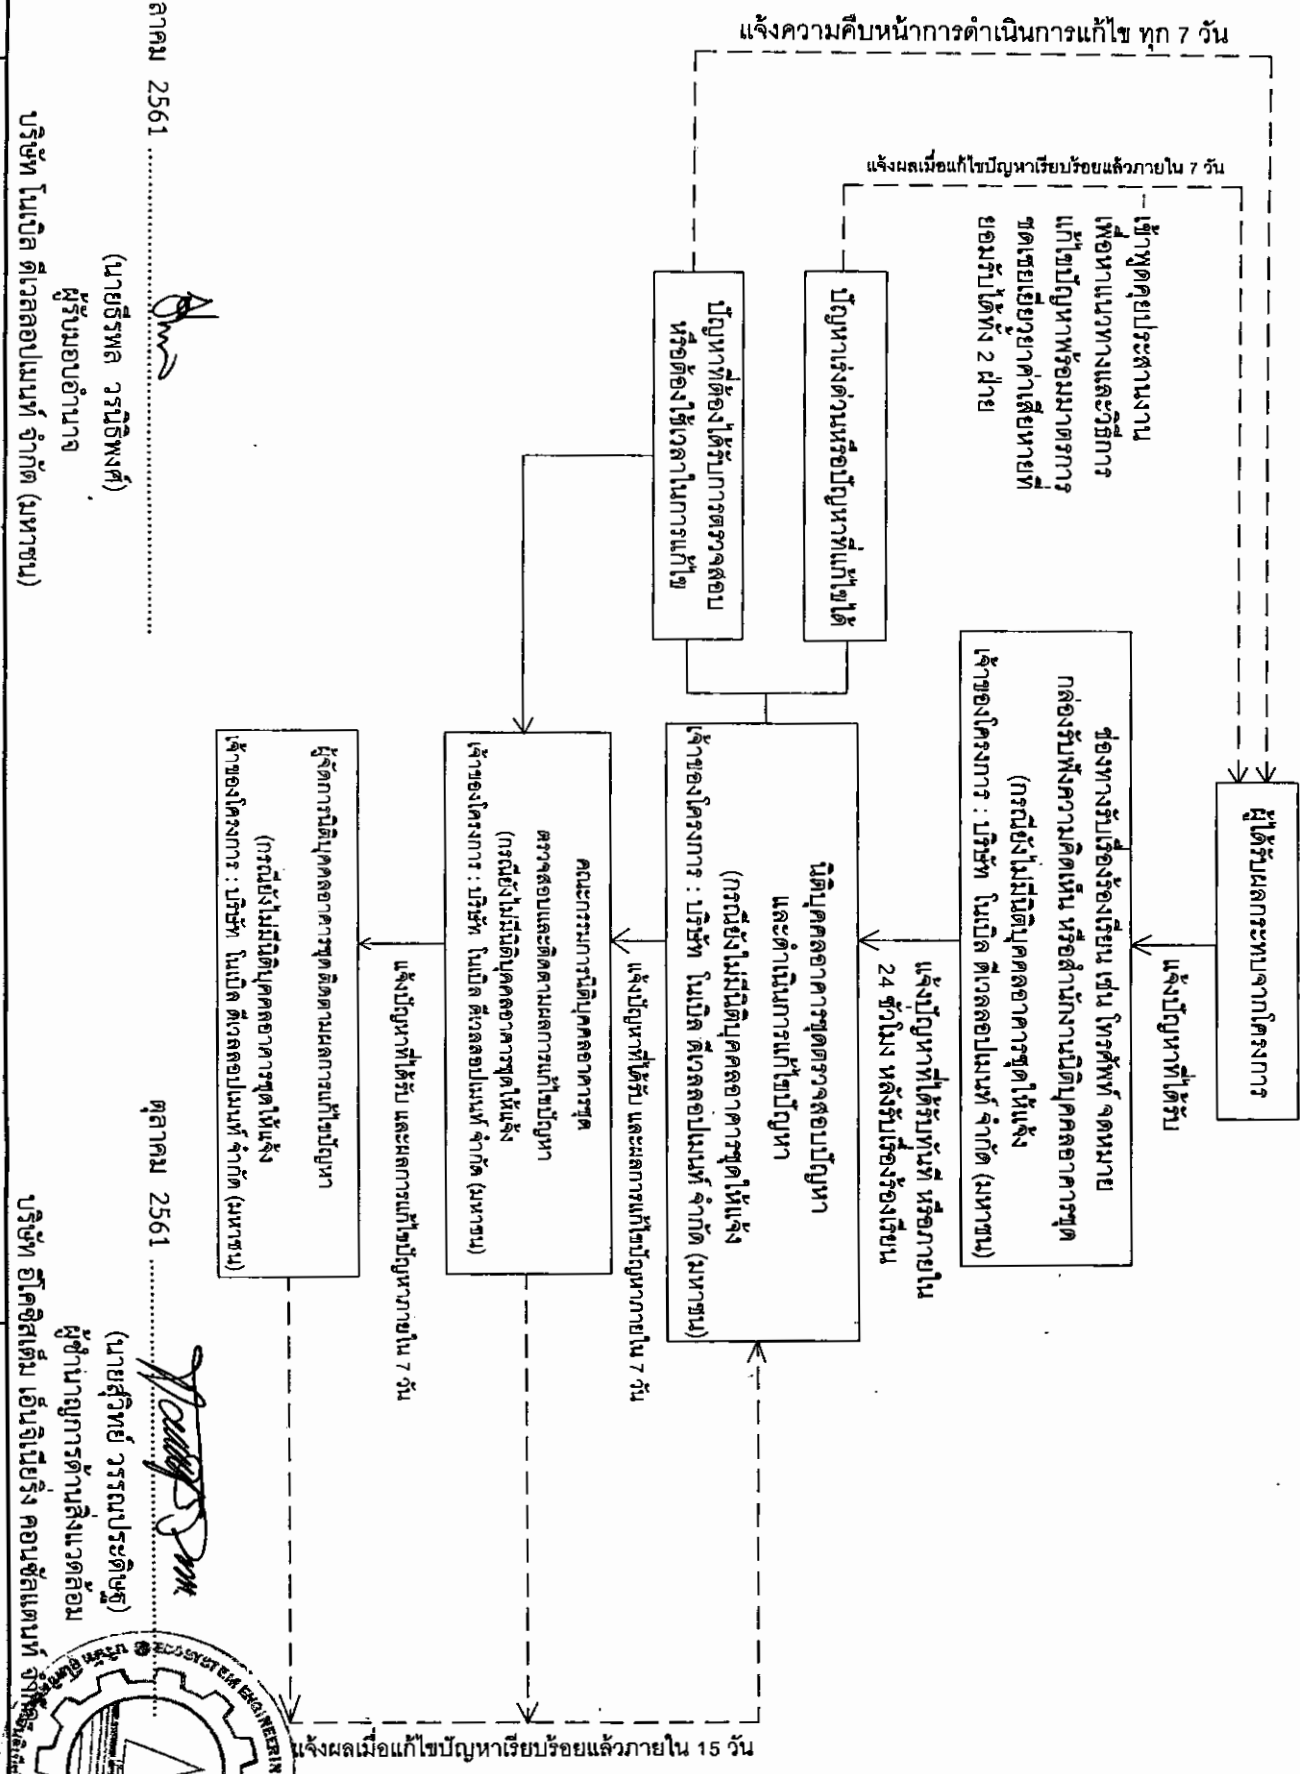 ผู้ได้รับผลกระทบจากโครงการ
แจ้งปัญหาที่ได้รับ
ช่องทางรับเรื่องร้องเรียน เช่น โทรศัพท์ จดหมาย
กล่องรับฟังความคิดเห็น หรือสำนักงานนิติบุคคลอาคารชุด
(กรณียังไม่มีนิติบุคคลอาคารชุดให้แจ้ง
เจ้าของโครงการ : บริษัท โนเบิล ดีเวลลอปเมนท์ จำกัด (มหาชน)
แจ้งปัญหาที่ได้รับทันที หรือภายใน
24 ชั่วโมง หลังรับเรื่องร้องเรียน
นิติบุคคลอาคารชุดตรวจสอบปัญหา
และดำเนินการแก้ไขปัญหา
(กรณียังไม่มีนิติบุคคลอาคารชุดให้แจ้ง
เจ้าของโครงการ : บริษัท โนเบิล ดีเวลลอปเมนท์ จำกัด (มหาชน)
แจ้งปัญหาที่ได้รับ และผลการแก้ไขปัญหาภายใน 7 วัน
คณะกรรมการนิติบุคคลอาคารชุด
ตรวจสอบและติดตามผลการแก้ไขปัญหา
(กรณียังไม่มีนิติบุคคลอาคารชุดให้แจ้ง
เจ้าของโครงการ : บริษัท โนเบิล ดีเวลลอปเมนท์ จำกัด (มหาชน)
แจ้งปัญหาที่ได้รับ และผลการแก้ไขปัญหาภายใน 7 วัน
ผู้จัดการนิติบุคคลอาคารชุดติดตามผลการแก้ไขปัญหา
(กรณียังไม่มีนิติบุคคลอาคารชุดให้แจ้ง
เจ้าของโครงการ : บริษัท โนเบิล ดีเวลลอปเมนท์ จำกัด (มหาชน)
แจ้งความคืบหน้าการดำเนินการแก้ไข ทุก 7 วัน
แจ้งผลเมื่อแก้ไขปัญหาเรียบร้อยแล้วภายใน 7 วัน
เข้าพูดคุยประสานงาน
เพื่อหาแนวทางและวิธีการ
แก้ไขปัญหาพร้อมมาตรการ
ชดเชยเยียวยาค่าเสียหายที่
ยอมรับได้ทั้ง 2 ฝ่าย
ปัญหาเร่งด่วนหรือปัญหาที่แก้ไขได้
ปัญหาที่ต้องได้รับการตรวจสอบ
หรือต้องใช้เวลาในการแก้ไข
แจ้งผลเมื่อแก้ไขปัญหาเรียบร้อยแล้วภายใน 15 วัน
ลาคม 2561
(นายธีรพล วรนิธิพงศ์)
ผู้รับมอบอำนาจ
บริษัท โนเบิล ดีเวลลอปเมนท์ จำกัด (มหาชน)
ตุลาคม 2561
(นายสุวิทย์ วรรณประดิษฐ)
ผู้ชำนาญการด้านสิ่งแวดล้อม
บริษัท อีโคซิสเต็ม เอ็นจิเนียริ่ง คอนซัลแตนท์ จำกัด
ECOSYSTEM ENGINEERIN